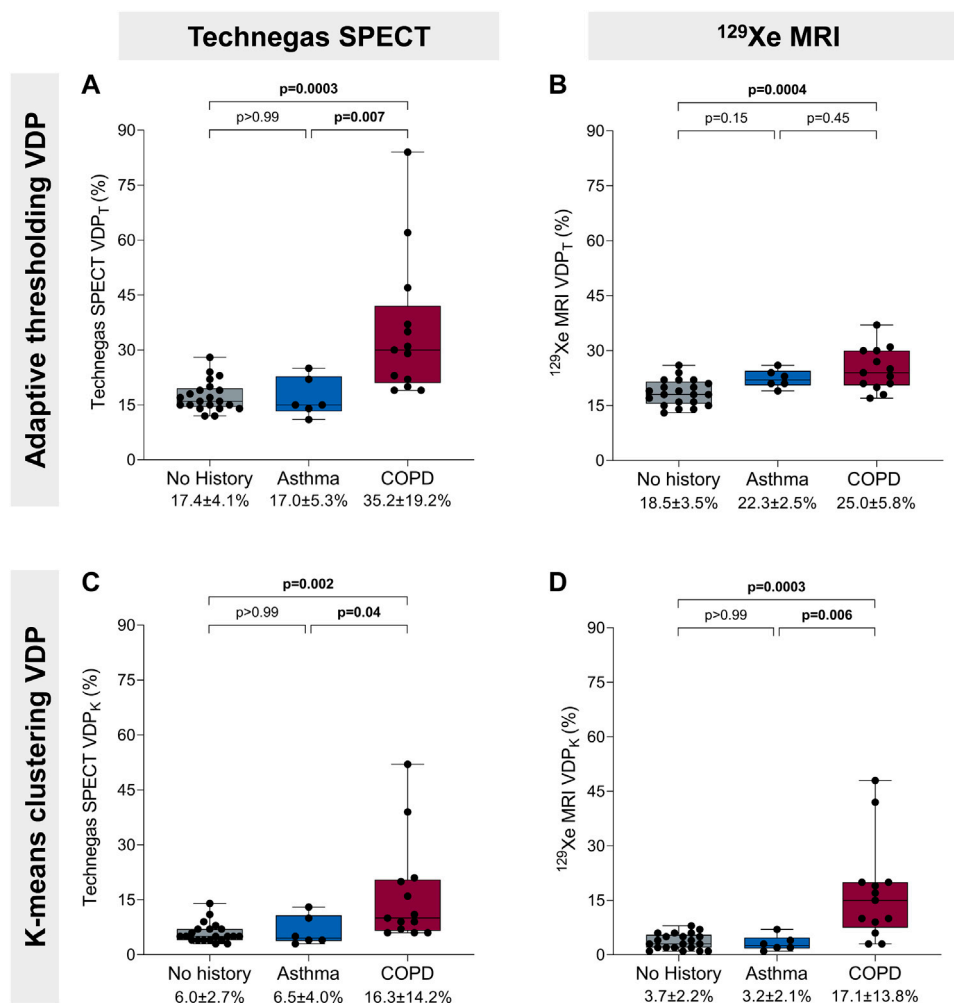 Technegas SPECT
¹²⁹Xe MRI
Adaptive thresholding VDP
A
p=0.0003
p>0.99
p=0.007
Technegas SPECT VDP_T (%)
90
75
60
45
30
15
0
No History
Asthma
COPD
17.4±4.1%
17.0±5.3%
35.2±19.2%
B
p=0.0004
p=0.15
p=0.45
¹²⁹Xe MRI VDP_T (%)
90
75
60
45
30
15
0
No history
Asthma
COPD
18.5±3.5%
22.3±2.5%
25.0±5.8%
K-means clustering VDP
C
p=0.002
p>0.99
p=0.04
Technegas SPECT VDP_K (%)
90
75
60
45
30
15
0
No history
Asthma
COPD
6.0±2.7%
6.5±4.0%
16.3±14.2%
D
p=0.0003
p>0.99
p=0.006
¹²⁹Xe MRI VDP_K (%)
90
75
60
45
30
15
0
No History
Asthma
COPD
3.7±2.2%
3.2±2.1%
17.1±13.8%